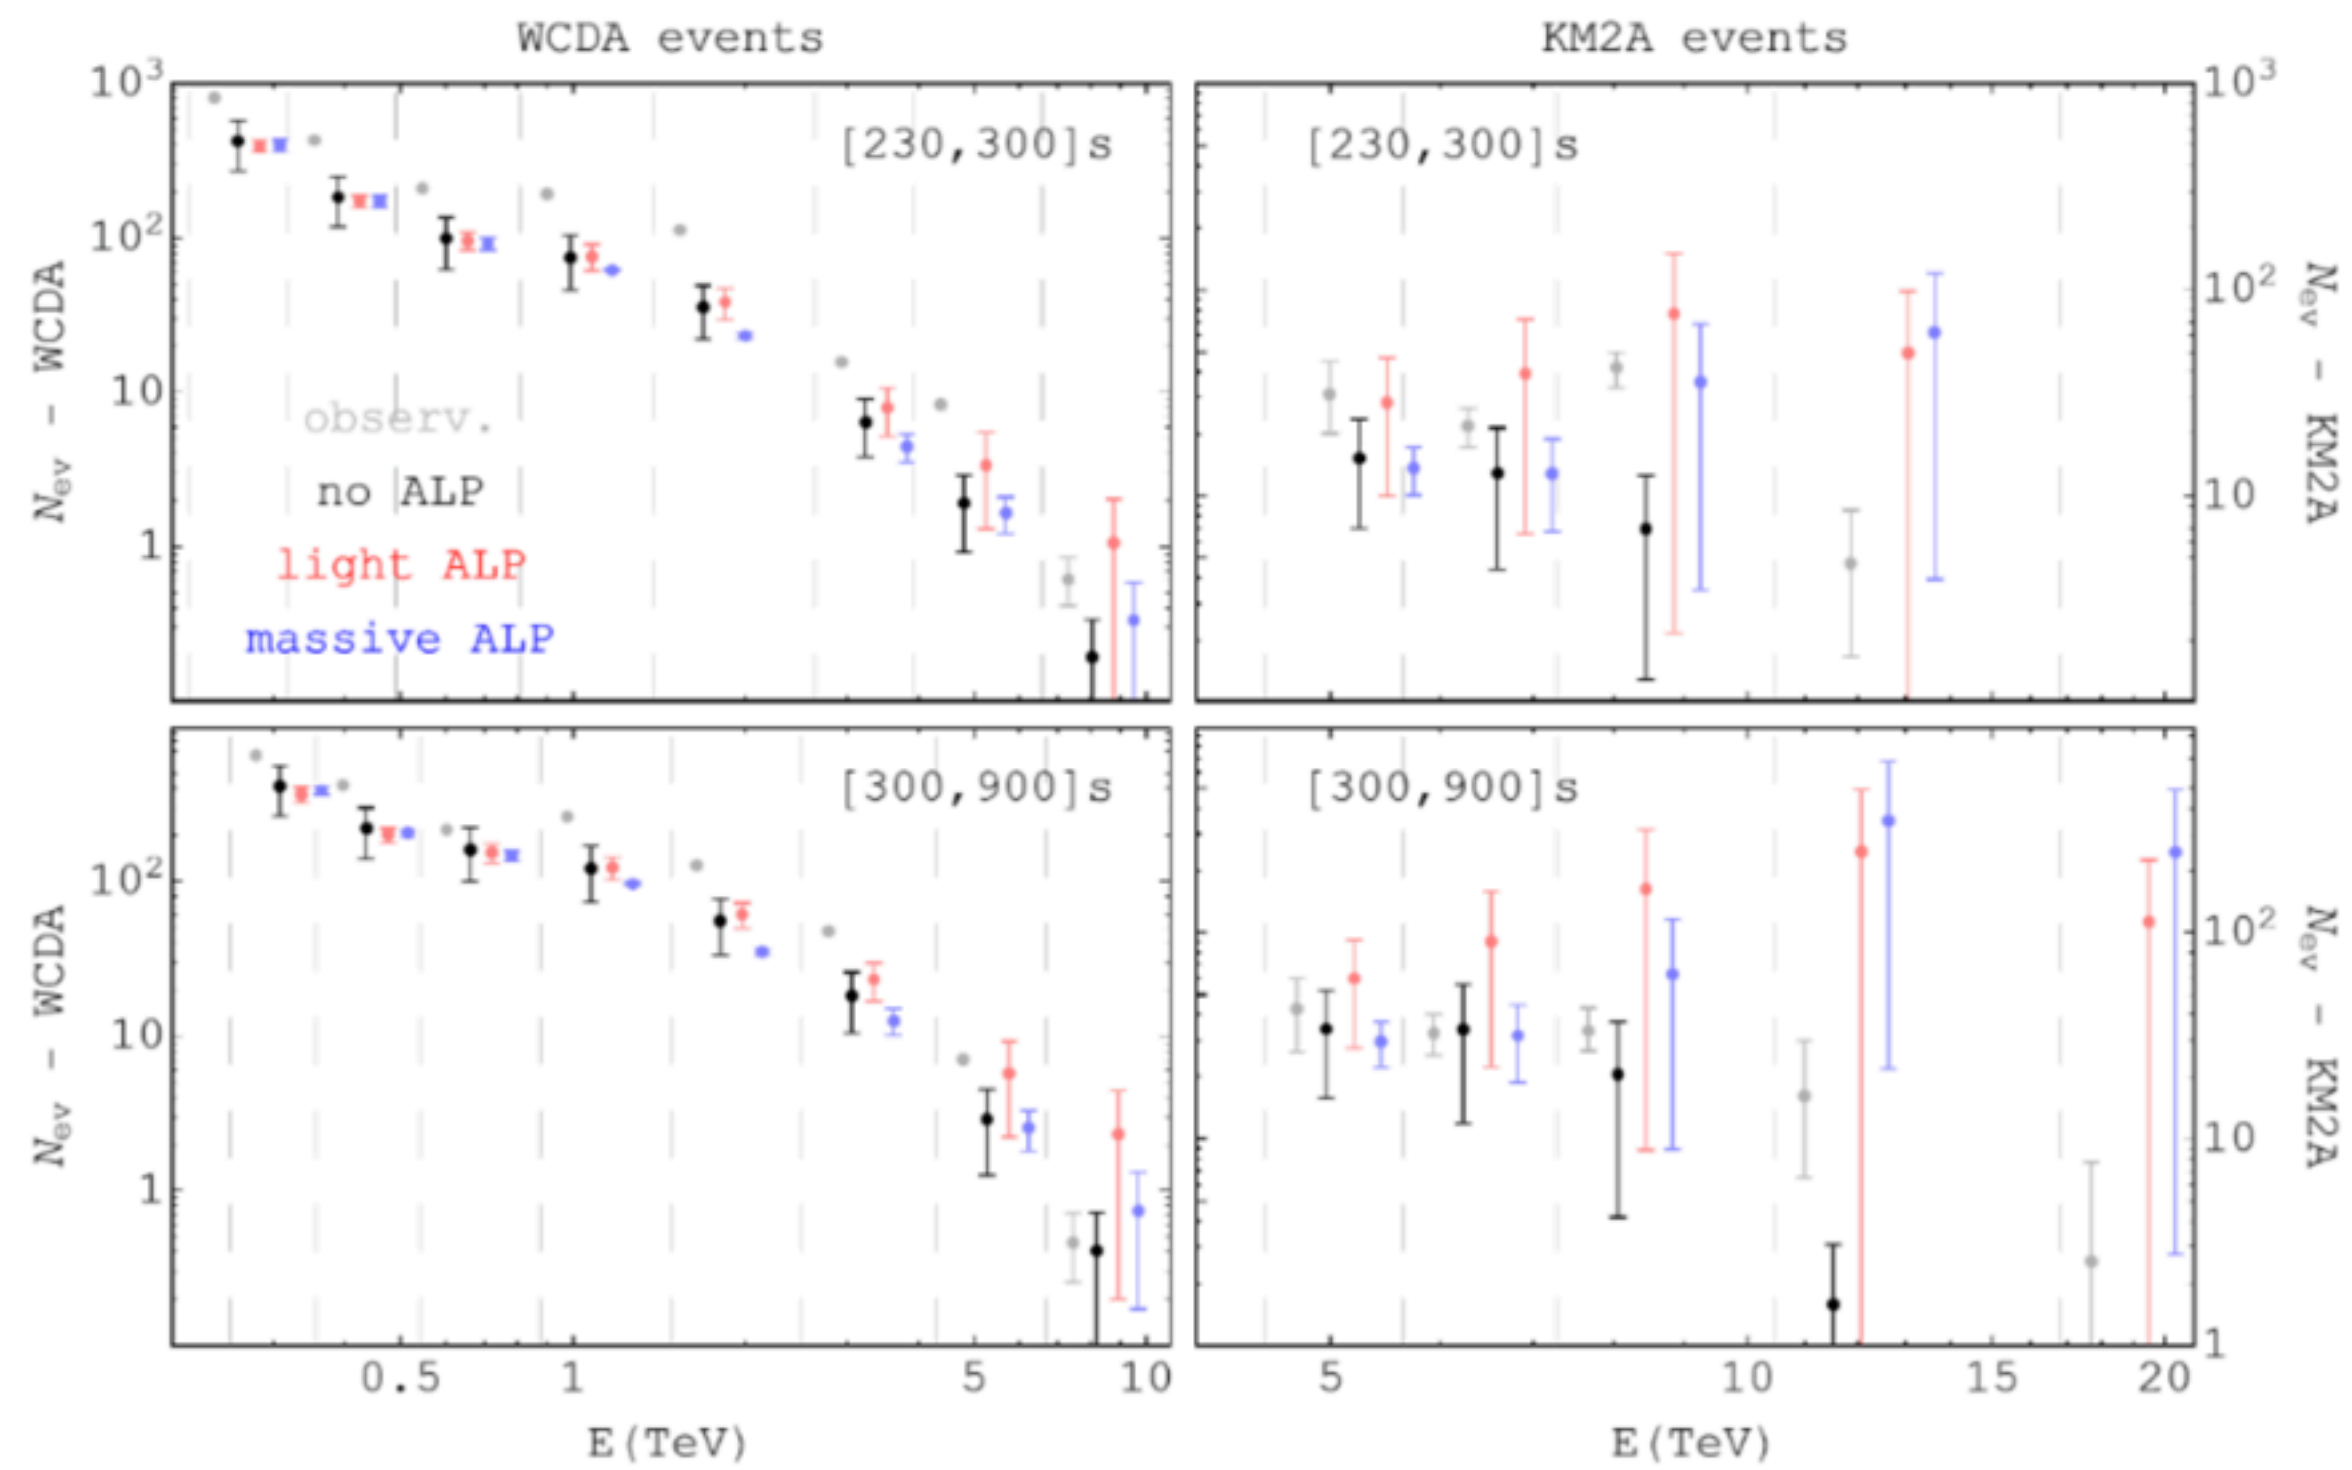 WCDA events
KM2A events
10³
10²
10
1
N_ev - WCDA
[230,300]s
observ.
no ALP
light ALP
massive ALP
[230,300]s
10³
10²
10
N_ev - KM2A
10²
10
1
N_ev - WCDA
[300,900]s
[300,900]s
10²
10
1
N_ev - KM2A
0.5 1 5 10
5 10 15 20
E(TeV)
E(TeV)